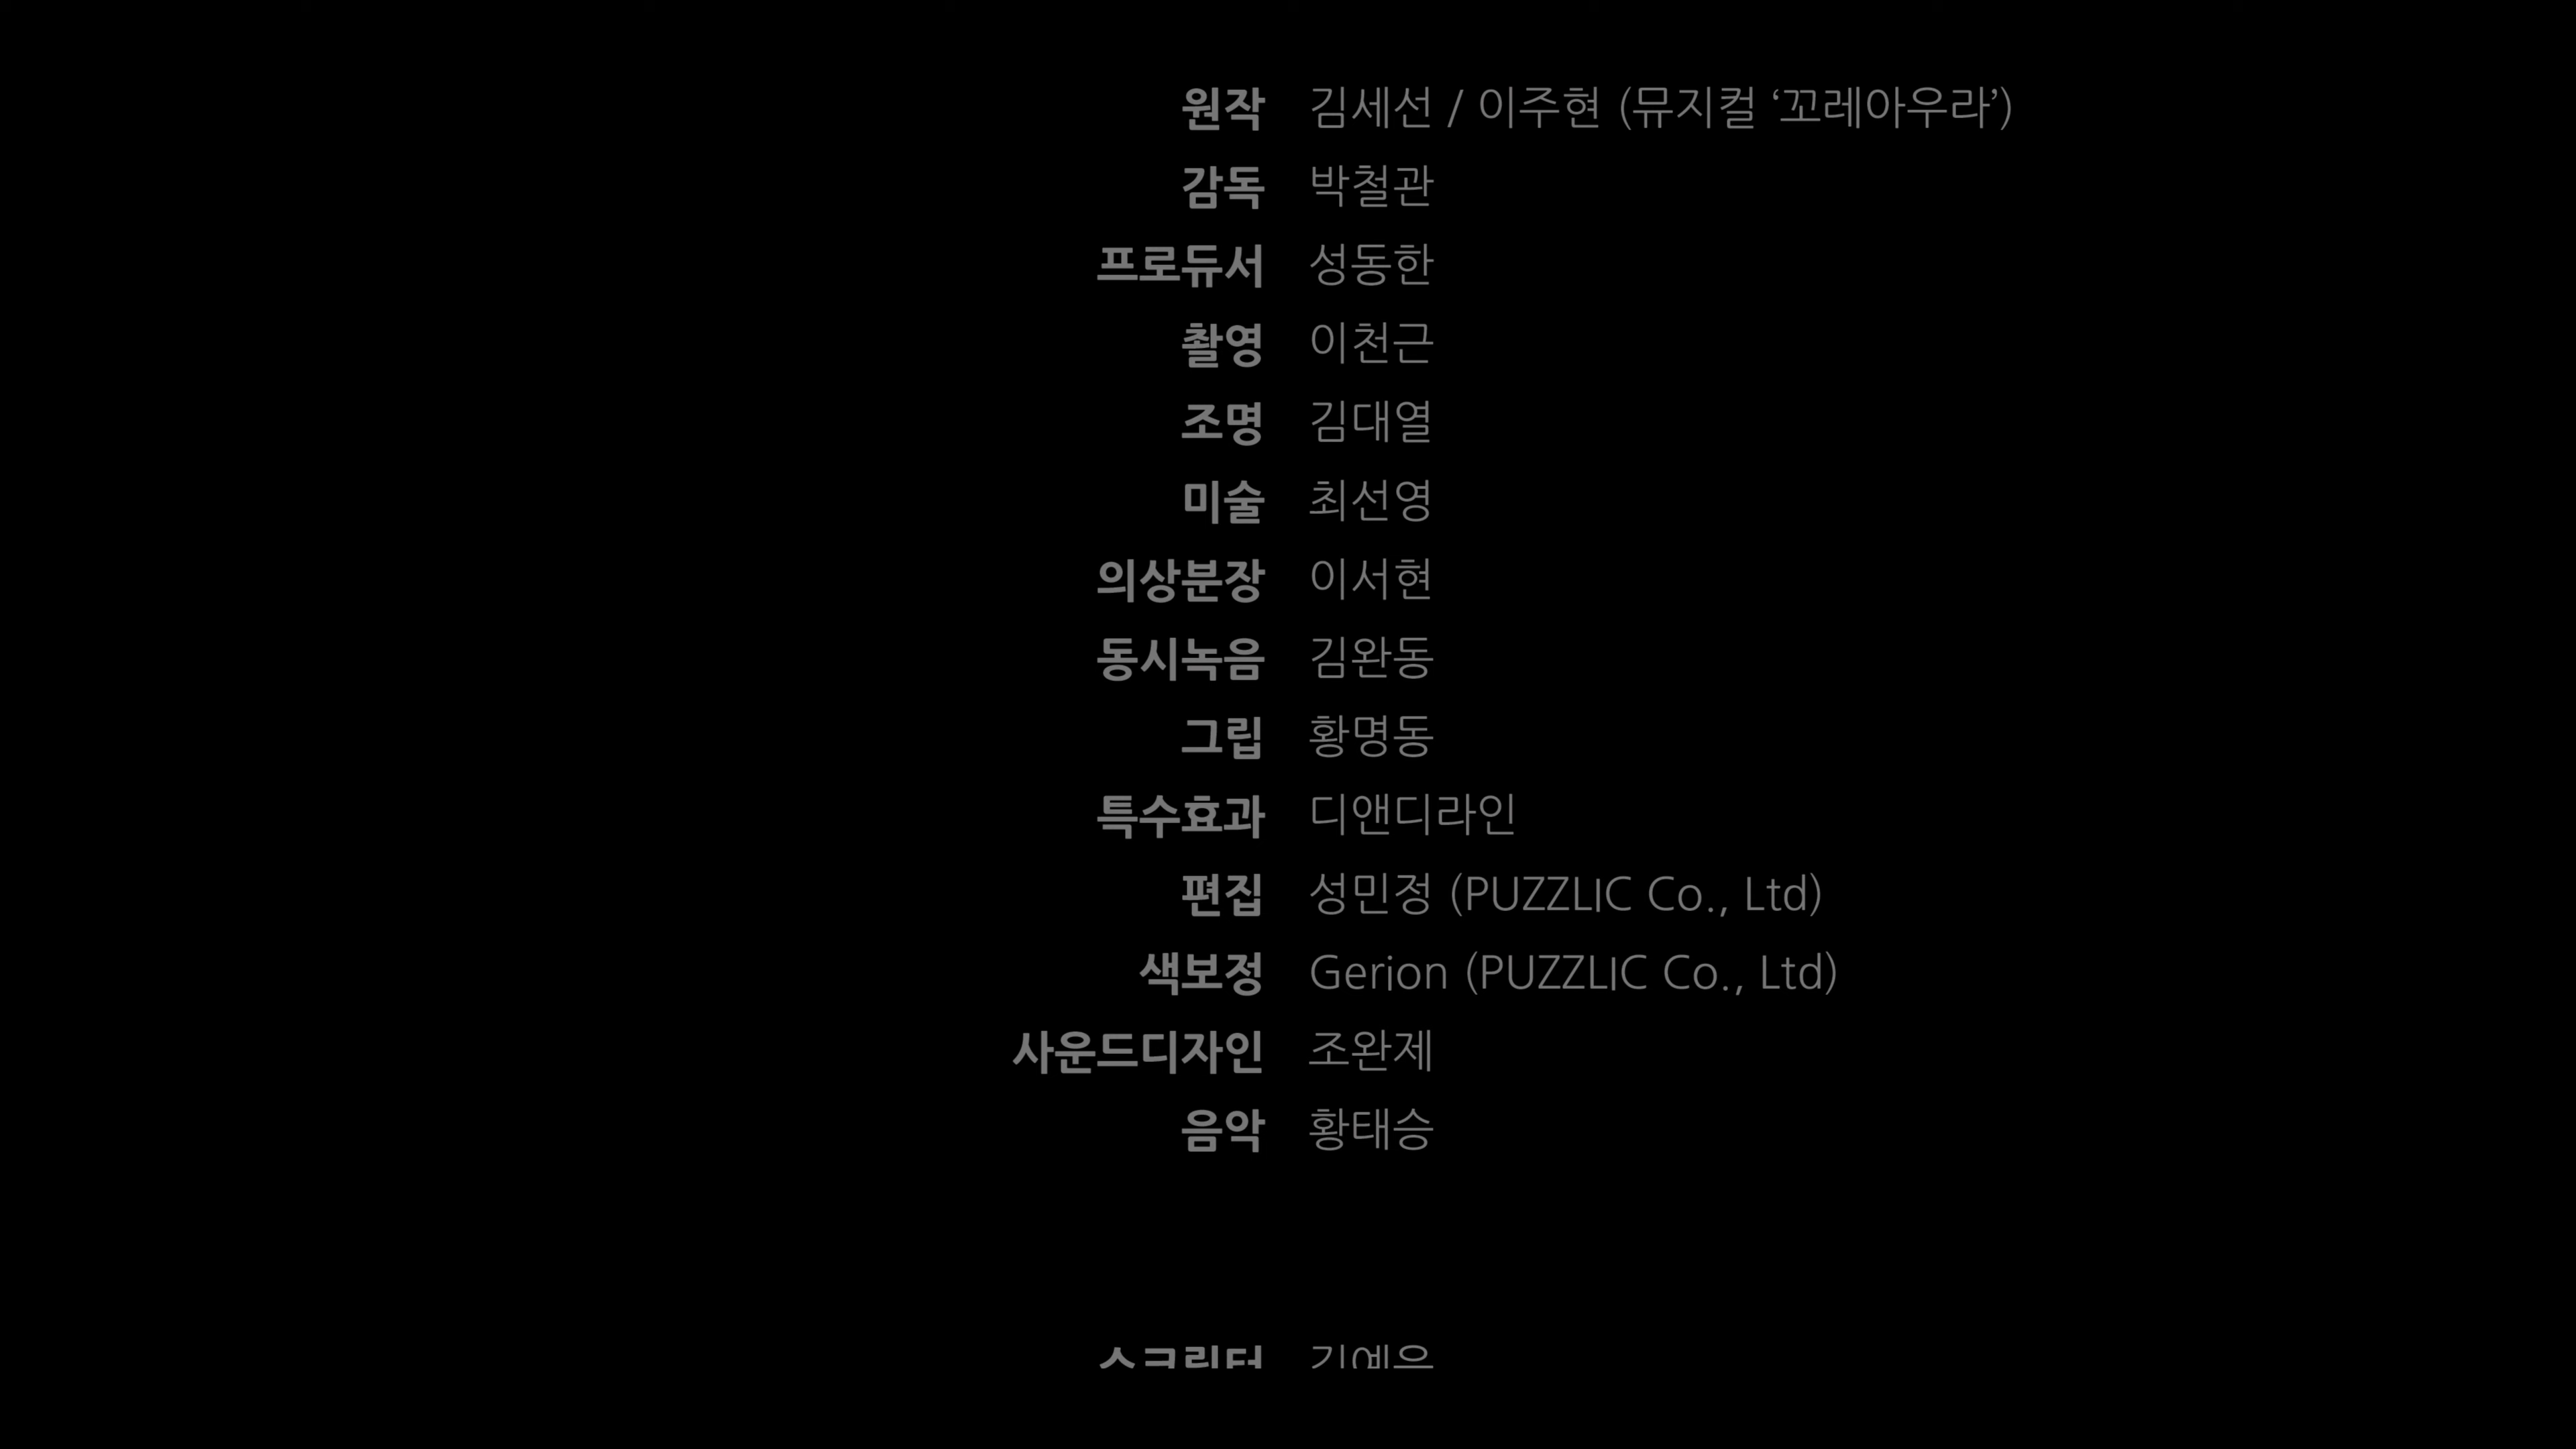 원작 김세선 / 이주현 (뮤지컬 ‘꼬레아우라’)
감독 박철관
프로듀서 성동한
촬영 이천근
조명 김대열
미술 최선영
의상분장 이서현
동시녹음 김완동
그립 황명동
특수효과 디앤디라인
편집 성민정 (PUZZLIC Co., Ltd)
색보정 Gerion (PUZZLIC Co., Ltd)
사운드디자인 조완제
음악 황태승